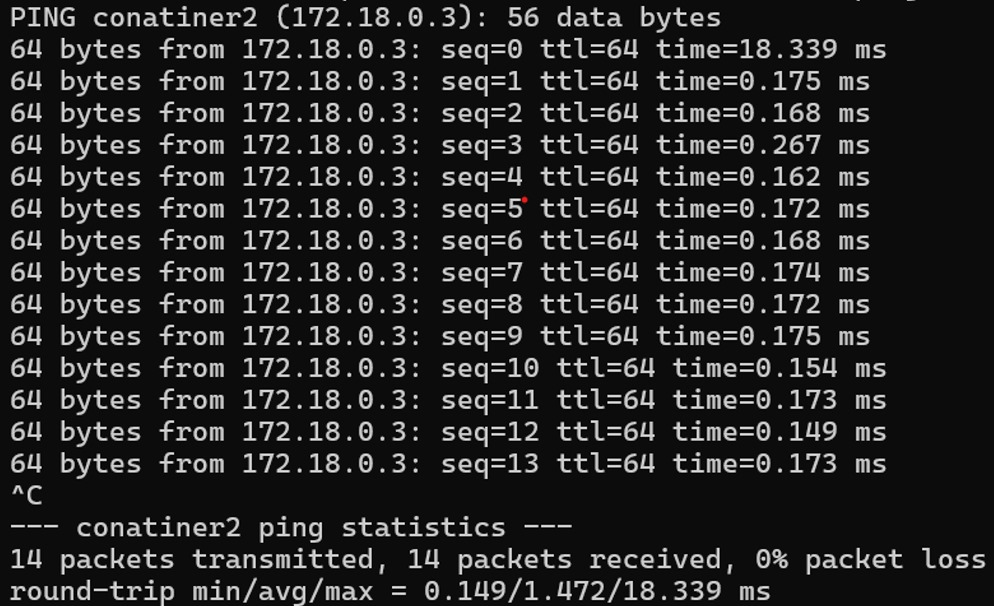 PING conatiner2 (172.18.0.3): 56 data bytes
64 bytes from 172.18.0.3: seq=0 ttl=64 time=18.339 ms
64 bytes from 172.18.0.3: seq=1 ttl=64 time=0.175 ms
64 bytes from 172.18.0.3: seq=2 ttl=64 time=0.168 ms
64 bytes from 172.18.0.3: seq=3 ttl=64 time=0.267 ms
64 bytes from 172.18.0.3: seq=4 ttl=64 time=0.162 ms
64 bytes from 172.18.0.3: seq=5 ttl=64 time=0.172 ms
64 bytes from 172.18.0.3: seq=6 ttl=64 time=0.168 ms
64 bytes from 172.18.0.3: seq=7 ttl=64 time=0.174 ms
64 bytes from 172.18.0.3: seq=8 ttl=64 time=0.172 ms
64 bytes from 172.18.0.3: seq=9 ttl=64 time=0.175 ms
64 bytes from 172.18.0.3: seq=10 ttl=64 time=0.154 ms
64 bytes from 172.18.0.3: seq=11 ttl=64 time=0.173 ms
64 bytes from 172.18.0.3: seq=12 ttl=64 time=0.149 ms
64 bytes from 172.18.0.3: seq=13 ttl=64 time=0.173 ms
^C
--- conatiner2 ping statistics ---
14 packets transmitted, 14 packets received, 0% packet loss
round-trip min/avg/max = 0.149/1.472/18.339 ms